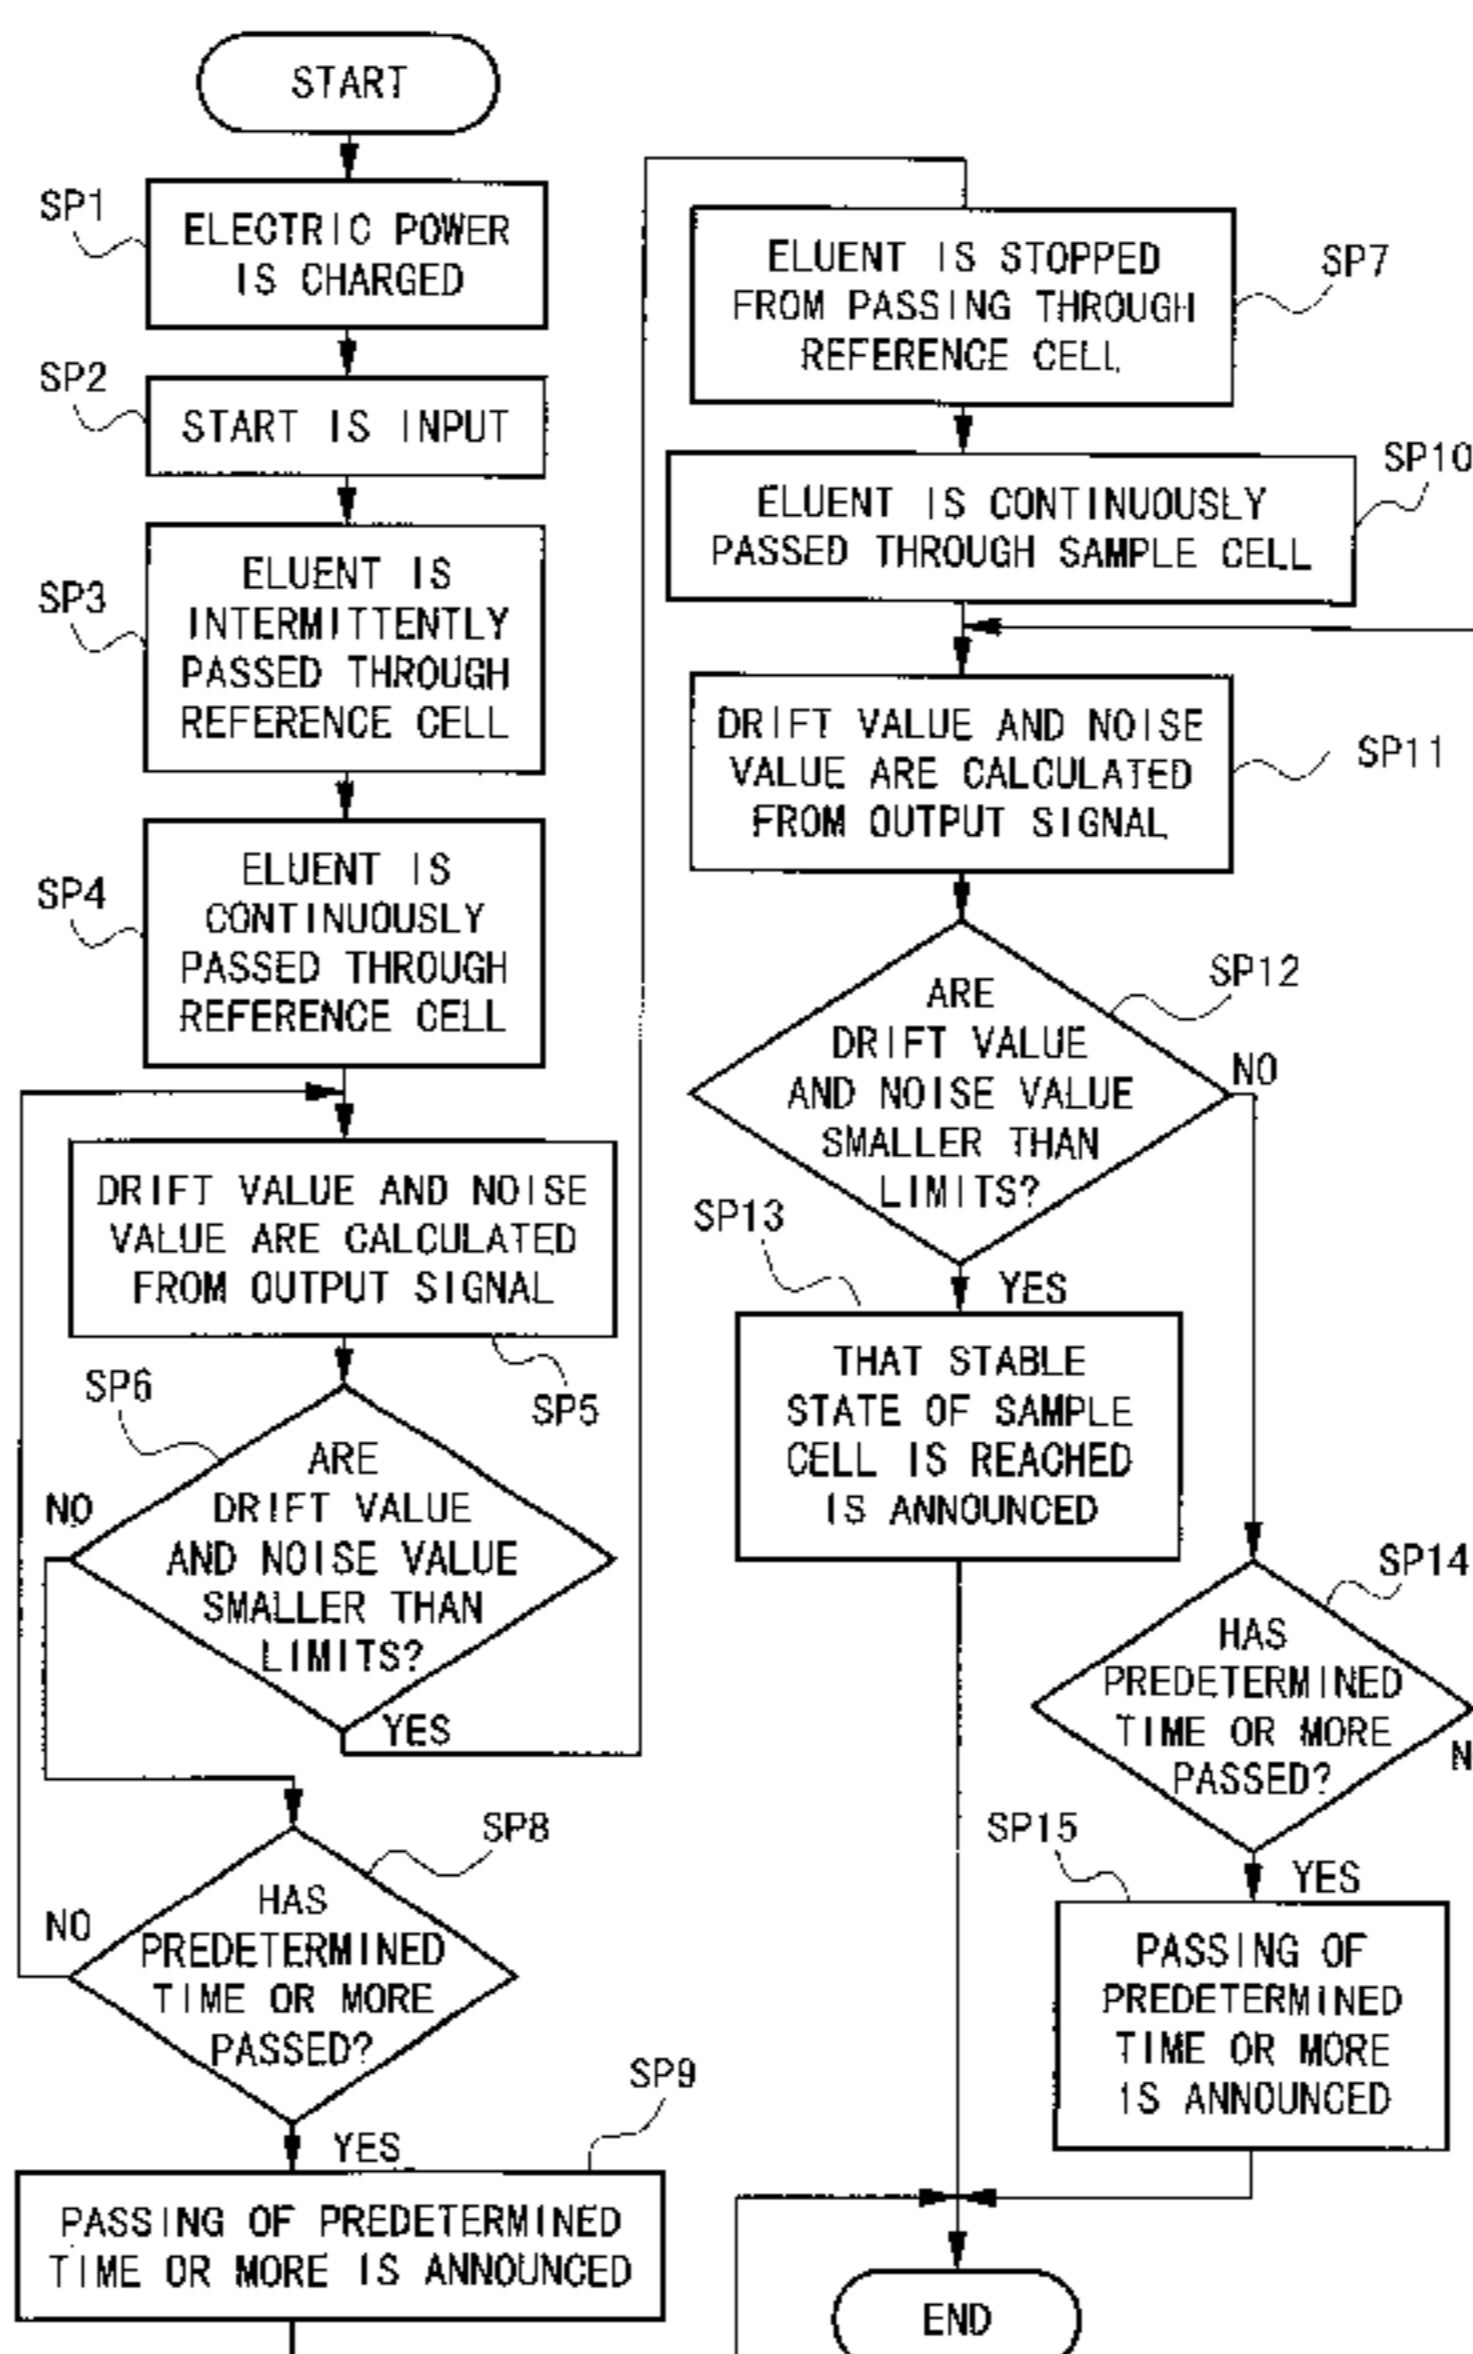 START
SP1
ELECTRIC POWER
IS CHARGED
SP2
START IS INPUT
SP3
ELUENT IS
INTERMITTENTLY
PASSED THROUGH
REFERENCE CELL
SP4
ELUENT IS
CONTINUOUSLY
PASSED THROUGH
REFERENCE CELL
DRIFT VALUE AND NOISE
VALUE ARE CALCULATED
FROM OUTPUT SIGNAL
SP5
SP6
ARE
DRIFT VALUE
AND NOISE VALUE
SMALLER THAN
LIMITS?
NO
YES
SP8
HAS
PREDETERMINED
TIME OR MORE
PASSED?
NO
YES
SP9
PASSING OF PREDETERMINED
TIME OR MORE IS ANNOUNCED
ELUENT IS STOPPED
FROM PASSING THROUGH
REFERENCE CELL
SP7
SP10
ELUENT IS CONTINUOUSLY
PASSED THROUGH SAMPLE CELL
DRIFT VALUE AND NOISE
VALUE ARE CALCULATED
FROM OUTPUT SIGNAL
SP11
SP12
ARE
DRIFT VALUE
AND NOISE VALUE
SMALLER THAN
LIMITS?
NO
YES
SP13
THAT STABLE
STATE OF SAMPLE
CELL IS REACHED
IS ANNOUNCED
SP14
HAS
PREDETERMINED
TIME OR MORE
PASSED?
N
YES
SP15
PASSING OF
PREDETERMINED
TIME OR MORE
IS ANNOUNCED
END